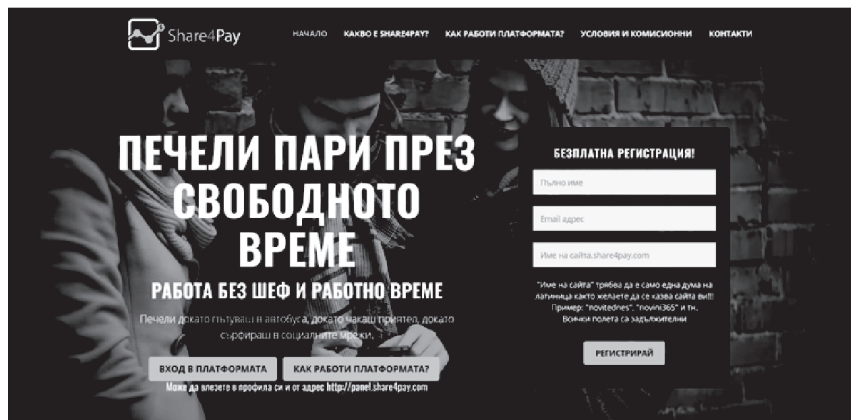 Share4Pay
НАЧАЛО КАКВО Е SHARE4PAY? КАК РАБОТИ ПЛАТФОРМАТА? УСЛОВИЯ И КОМИСИОННИ КОНТАКТИ
ПЕЧЕЛИ ПАРИ ПРЕЗ
СВОБОДНОТО
ВРЕМЕ
РАБОТА БЕЗ ШЕФ И РАБОТНО ВРЕМЕ
Печели докато пътуваш в автобуса, докато чакаш приятел, докато
сърфираш в социалните мрежи.
ВХОД В ПЛАТФОРМАТА КАК РАБОТИ ПЛАТФОРМАТА?
Може да влезете в профила си и от адрес http://panel.share4pay.com
БЕЗПЛАТНА РЕГИСТРАЦИЯ!
Пълно име
Email адрес
Име на сайта.share4pay.com
"Име на сайта" трябва да е само една дума на
латиница както желаете да се казва сайта ви!!!
Пример: "novitednes", "novini365" и тн.
Всички полета са задължителни
РЕГИСТРИРАЙ